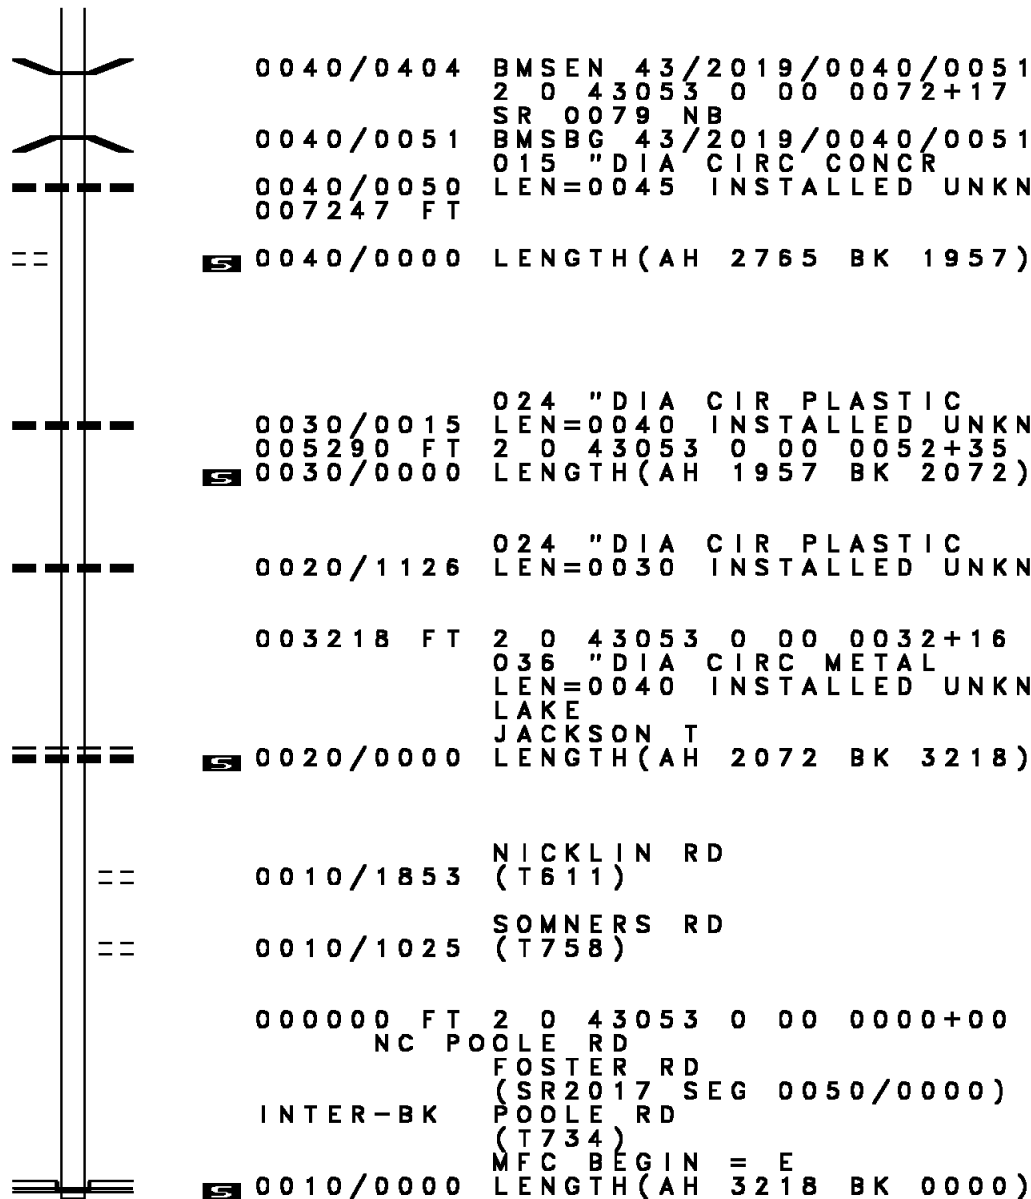 0040/0404 BMSEN 43/2019/0040/0051
2 0 43053 0 00 0072+17
SR 0079 NB
0040/0051 BMSBG 43/2019/0040/0051
015 "DIA CIRC CONCR
0040/0050 LEN=0045 INSTALLED UNKN
007247 FT
S 0040/0000 LENGTH(AH 2765 BK 1957)
024 "DIA CIR PLASTIC
0030/0015 LEN=0040 INSTALLED UNKN
005290 FT 2 0 43053 0 00 0052+35
S 0030/0000 LENGTH(AH 1957 BK 2072)
024 "DIA CIR PLASTIC
0020/1126 LEN=0030 INSTALLED UNKN
003218 FT 2 0 43053 0 00 0032+16
036 "DIA CIRC METAL
LEN=0040 INSTALLED UNKN
LAKE
JACKSON T
S 0020/0000 LENGTH(AH 2072 BK 3218)
NICKLIN RD
0010/1853 (T611)
SOMNERS RD
0010/1025 (T758)
000000 FT 2 0 43053 0 00 0000+00
NC POOLE RD
FOSTER RD
(SR2017 SEG 0050/0000)
INTER-BK POOLE RD
(T734)
MFC BEGIN = E
S 0010/0000 LENGTH(AH 3218 BK 0000)